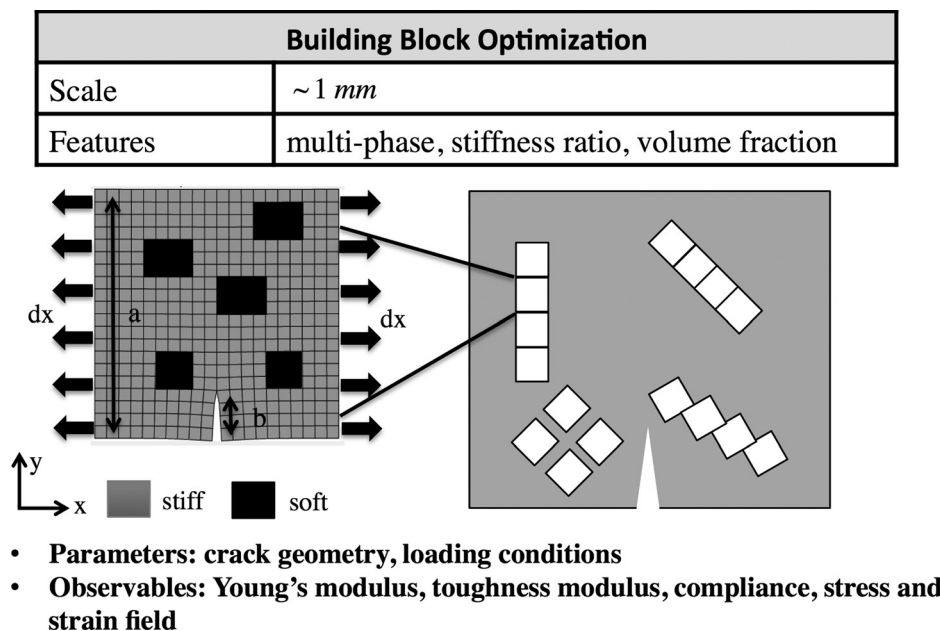 Building Block Optimization
Scale ~ 1 mm
Features multi-phase, stiffness ratio, volume fraction
dx
a
dx
b
y
x
stiff
soft
• Parameters: crack geometry, loading conditions
• Observables: Young's modulus, toughness modulus, compliance, stress and
strain field